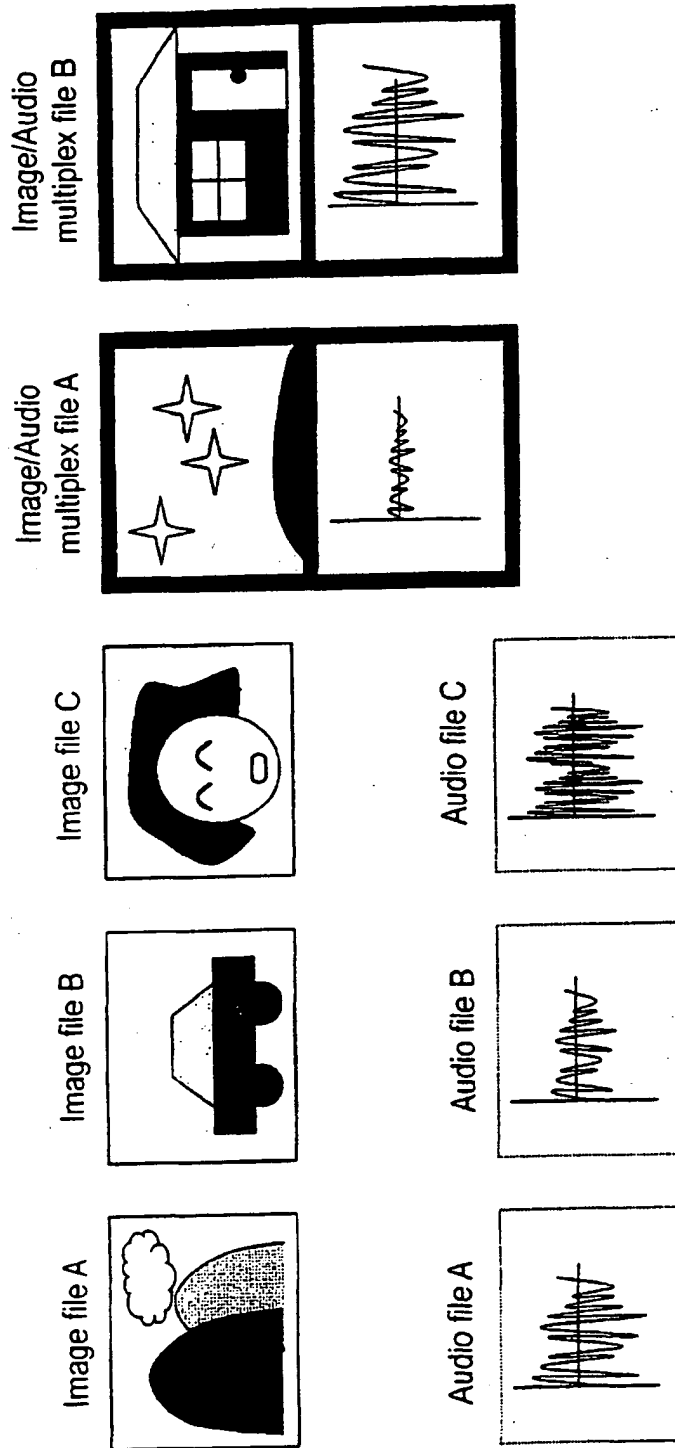 Image file A
Image file B
Image file C
Image/Audio
multiplex file A
Image/Audio
multiplex file B
Audio file A
Audio file B
Audio file C